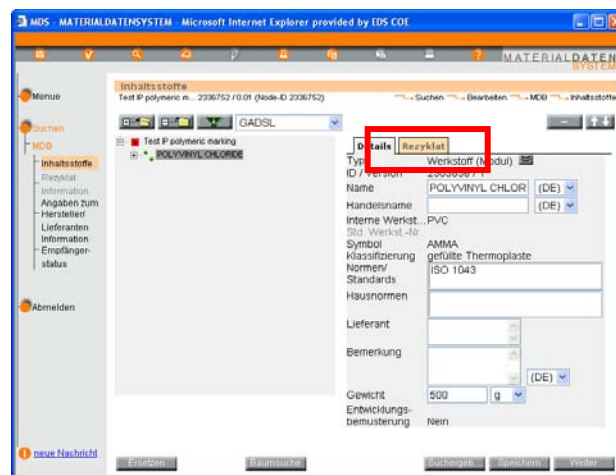 MDS - MATERIALDATENSYSTEM - Microsoft Internet Explorer provided by EDS COE
MATERIALDATEN
SYSTEM
Menue
Suchen
MDB
Inhaltsstoffe
Rezyklat
Information
Angaben zum
Hersteller/
Lieferanten
Information
Empfänger-
status
Abmelden
neue Nachricht
Inhaltsstoffe
Test IP polymeric m... 2336752 / 0.01 (Node-ID 2336752)
Suchen Bearbeiten MDB Inhaltsstoffe
GADSL
Test IP polymeric marking
POLYVINYL CHLORIDE
Details Rezyklat
Typ Werkstoff (Modul)
ID / Version
Name POLYVINYL CHLOR (DE)
Handelsname (DE)
Interne Werkst... PVC
Std. Werkst.-Nr.
Symbol AMMA
Klassifizierung gefüllte Thermoplaste
Normen/ ISO 1043
Standards
Hausnormen
Lieferant
Bemerkung
(DE)
Gewicht 500 g
Entwicklungs-
bemusterung Nein
Ersetzen Baumsuche Suchergeb. Speichern Weiter